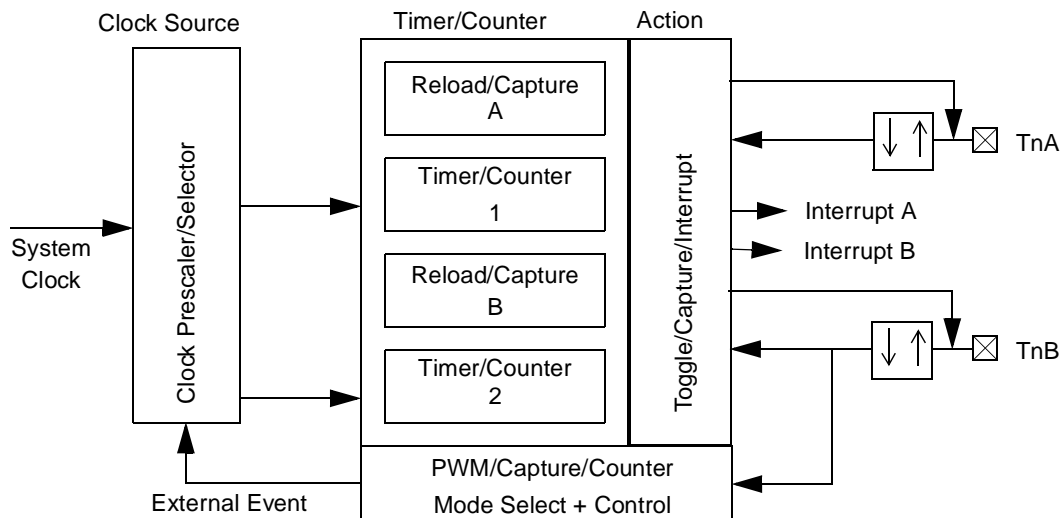 Clock Source
Timer/Counter
Action
System
Clock
Clock Prescaler/Selector
Reload/Capture
A
Timer/Counter
1
Reload/Capture
B
Timer/Counter
2
Toggle/Capture/Interrupt
TnA
Interrupt A
Interrupt B
TnB
External Event
PWM/Capture/Counter
Mode Select + Control